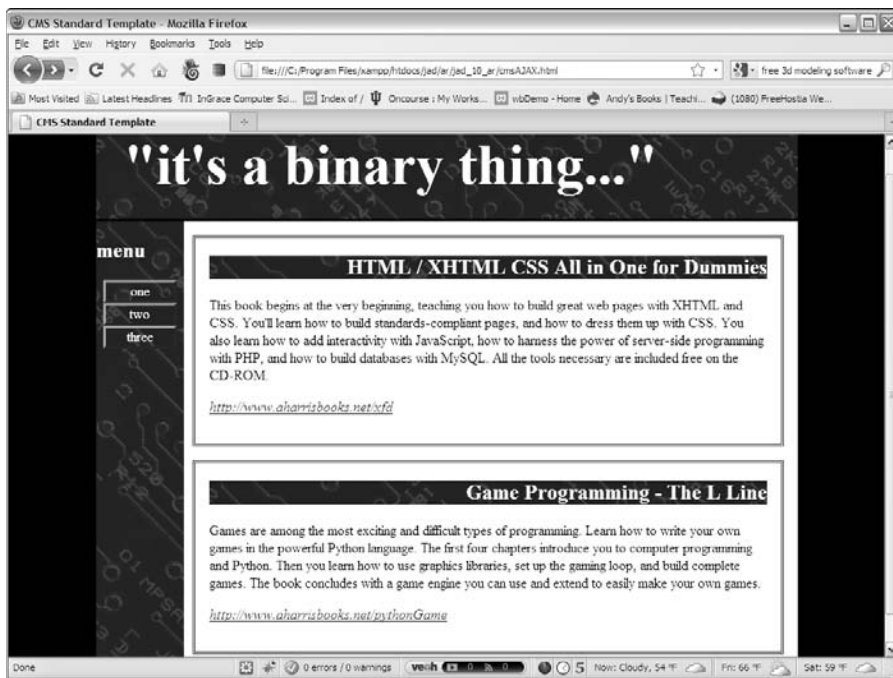 CMS Standard Template - Mozilla Firefox
File Edit View History Bookmarks Tools Help
file:///C:/Program Files/xampp/htdocs/jad/ar/jad_10_ar/cmsAJAX.html
free 3d modeling software
Most Visited Latest Headlines InGrace Computer Sci... Index of / Oncourse : My Works... wbDemo - Home Andy's Books | Teachi... (1080) FreeHostia We...
CMS Standard Template
"it's a binary thing..."
menu
one
two
three
HTML / XHTML CSS All in One for Dummies
This book begins at the very beginning, teaching you how to build great web pages with XHTML and
CSS. You'll learn how to build standards-compliant pages, and how to dress them up with CSS. You
also learn how to add interactivity with JavaScript, how to harness the power of server-side programming
with PHP, and how to build databases with MySQL. All the tools necessary are included free on the
CD-ROM.
http://www.aharrisbooks.net/xfd
Game Programming - The L Line
Games are among the most exciting and difficult types of programming. Learn how to write your own
games in the powerful Python language. The first four chapters introduce you to computer programming
and Python. Then you learn how to use graphics libraries, set up the gaming loop, and build complete
games. The book concludes with a game engine you can use and extend to easily make your own games.
http://www.aharrisbooks.net/pythonGame
Done 0 errors / 0 warnings veoh 0 0 5 Now: Cloudy, 54 °F Fri: 66 °F Sat: 59 °F